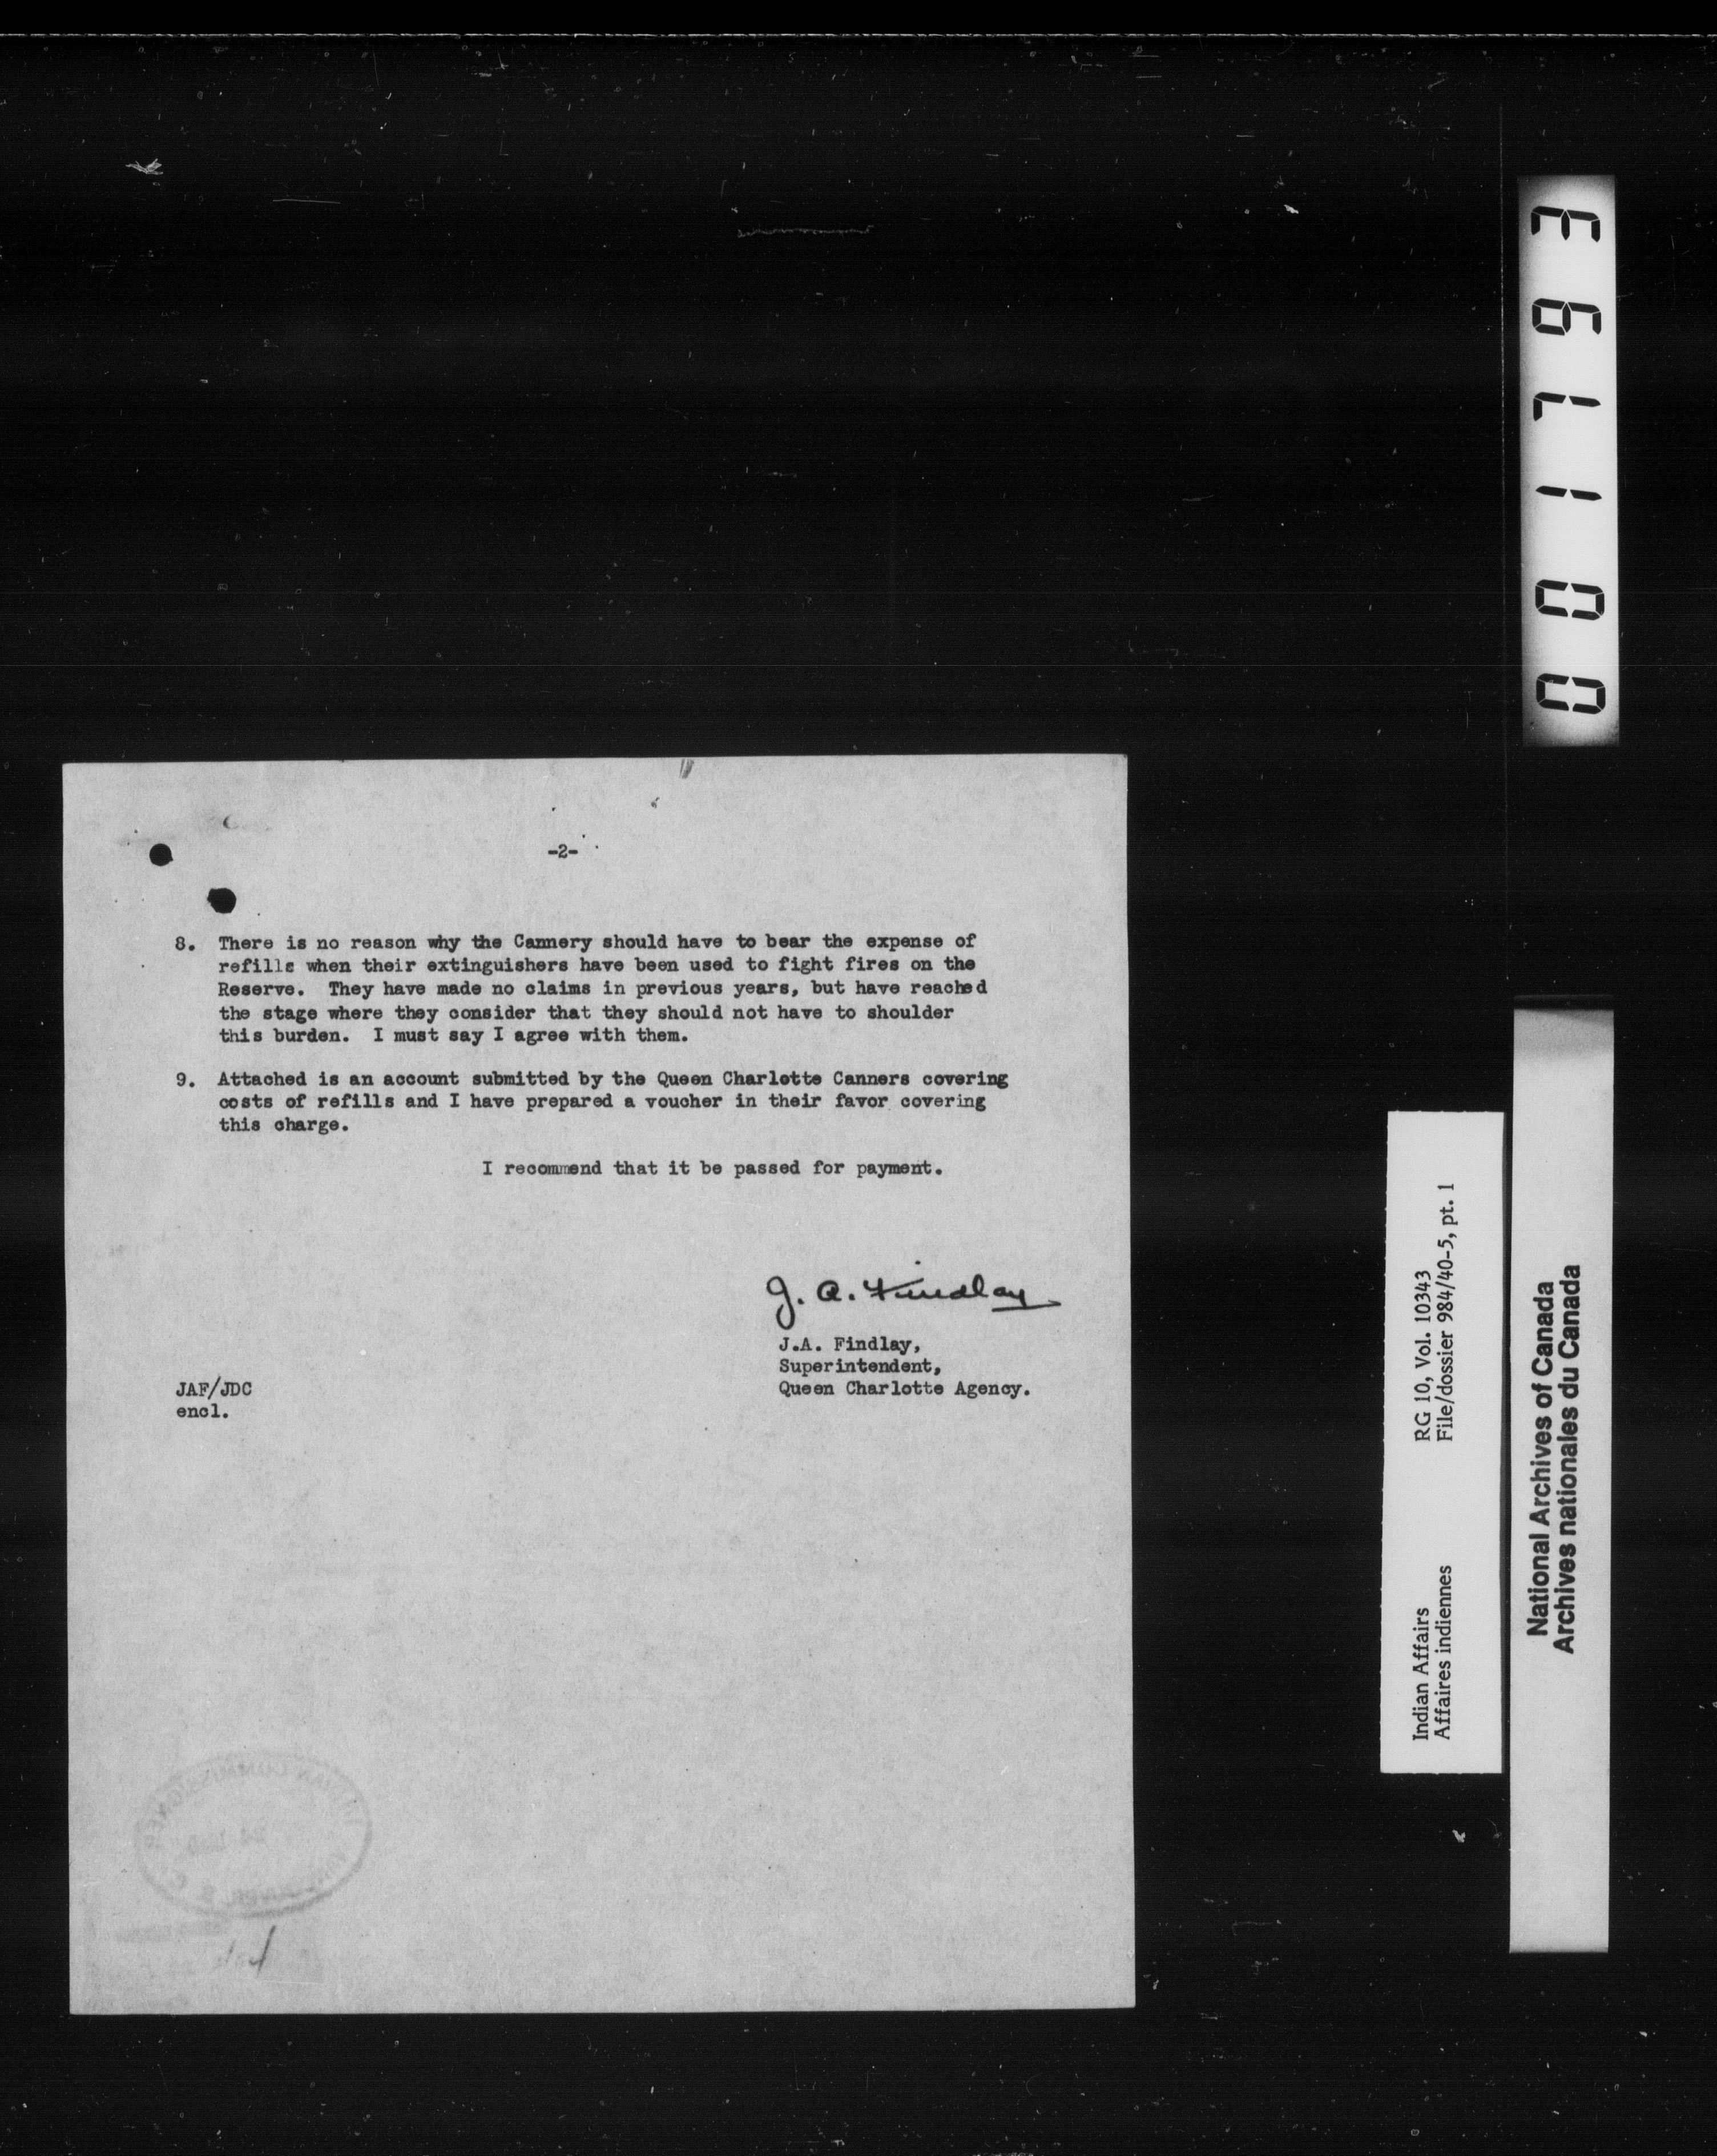 -2-
8. There is no reason why the Cannery should have to bear the expense of
refills when their extinguishers have been used to fight fires on the
Reserve. They have made no claims in previous years, but have reached
the stage where they consider that they should not have to shoulder
this burden. I must say I agree with them.
9. Attached is an account submitted by the Queen Charlotte Canners covering
costs of refills and I have prepared a voucher in their favor covering
this charge.
I recommend that it be passed for payment.
J. A. Findlay
J.A. Findlay,
Superintendent,
Queen Charlotte Agency.
JAF/JDC
encl.
001763
Indian Affairs RG 10, Vol. 10343
Affaires indiennes File/dossier 984/40-5, pt. 1
National Archives of Canada
Archives nationales du Canada